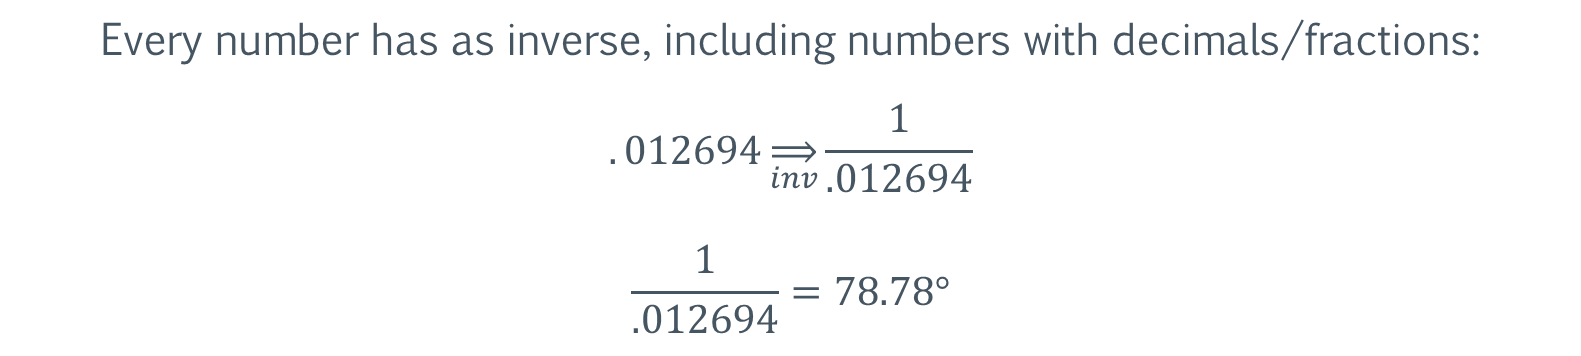 Every number has as inverse, including numbers with decimals/fractions:
.012694 ⟹ inv 1/.012694
1/.012694 = 78.78°